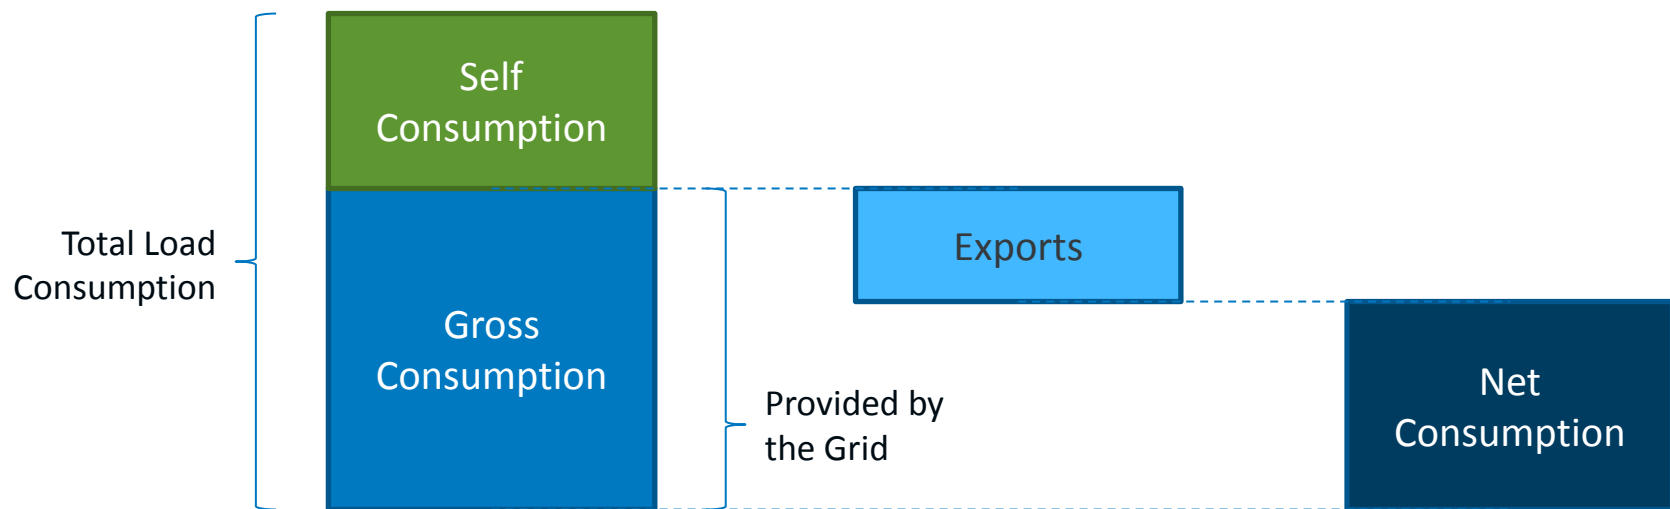 Self
Consumption
Total Load
Consumption
Gross
Consumption
Exports
Provided by
the Grid
Net
Consumption